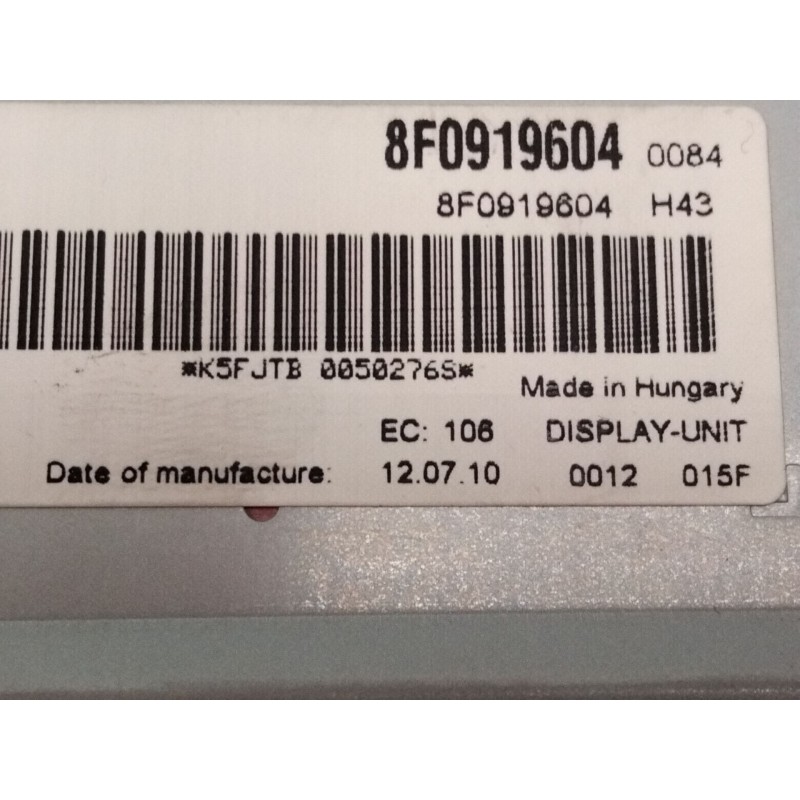 8F0919604 0084
8F0919604 H43
*K5FJTB 0050276S*
Made in Hungary
EC: 106 DISPLAY-UNIT
Date of manufacture: 12.07.10 0012 015F